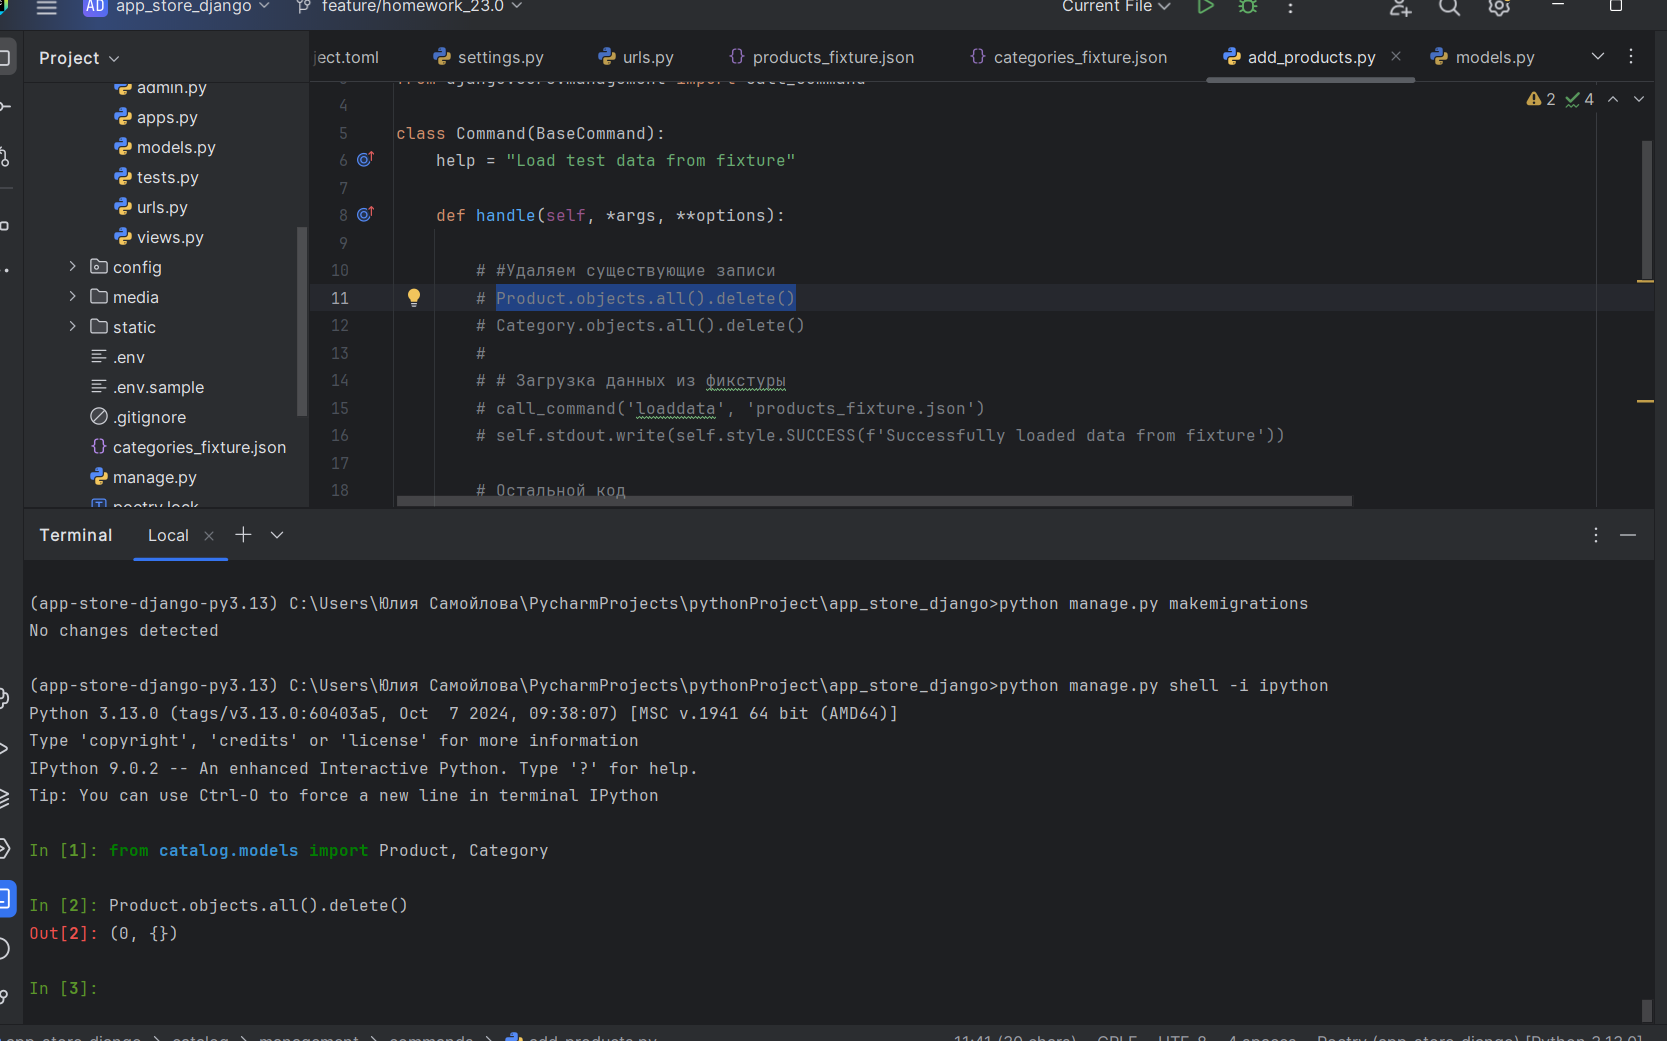 AD app_store_django feature/homework_23.0 Current File
Project
ject.toml settings.py urls.py products_fixture.json categories_fixture.json add_products.py models.py
admin.py
apps.py
models.py
tests.py
urls.py
views.py
config
media
static
.env
.env.sample
.gitignore
categories_fixture.json
manage.py
poetry.lock
2 4
3 from django.core.management import call_command
4
5 class Command(BaseCommand):
6 help = "Load test data from fixture"
7
8 def handle(self, *args, **options):
9
10 # #Удаляем существующие записи
11 # Product.objects.all().delete()
12 # Category.objects.all().delete()
13 #
14 # # Загрузка данных из фикстуры
15 # call_command('loaddata', 'products_fixture.json')
16 # self.stdout.write(self.style.SUCCESS(f'Successfully loaded data from fixture'))
17
18 # Остальной код
Terminal Local
(app-store-django-py3.13) C:\Users\Юлия Самойлова\PycharmProjects\pythonProject\app_store_django>python manage.py makemigrations
No changes detected
(app-store-django-py3.13) C:\Users\Юлия Самойлова\PycharmProjects\pythonProject\app_store_django>python manage.py shell -i ipython
Python 3.13.0 (tags/v3.13.0:60403a5, Oct  7 2024, 09:38:07) [MSC v.1941 64 bit (AMD64)]
Type 'copyright', 'credits' or 'license' for more information
IPython 9.0.2 -- An enhanced Interactive Python. Type '?' for help.
Tip: You can use Ctrl-O to force a new line in terminal IPython
In [1]: from catalog.models import Product, Category
In [2]: Product.objects.all().delete()
Out[2]: (0, {})
In [3]:
app_store_django > catalog > management > commands > add_products.py 11:41 (30 chars) CRLF UTF-8 4 spaces Poetry (app-store-django) [Python 3.13.0]